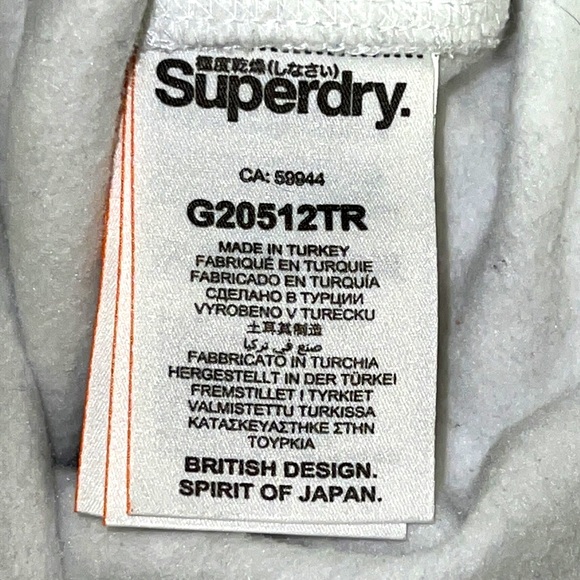 極度乾燥(しなさい)
Superdry.
CA: 59944
G20512TR
MADE IN TURKEY
FABRIQUÉ EN TURQUIE
FABRICADO EN TURQUÍA
СДЕЛАНО В ТУРЦИИ
VYROBENO V TURECKU
土耳其制造
صنع في تركيا
FABBRICATO IN TURCHIA
HERGESTELLT IN DER TÜRKEI
FREMSTILLET I TYRKIET
VALMISTETTU TURKISSA
ΚΑΤΑΣΚΕΥΑΣΤΗΚΕ ΣΤΗΝ
ΤΟΥΡΚΙΑ
BRITISH DESIGN.
SPIRIT OF JAPAN.